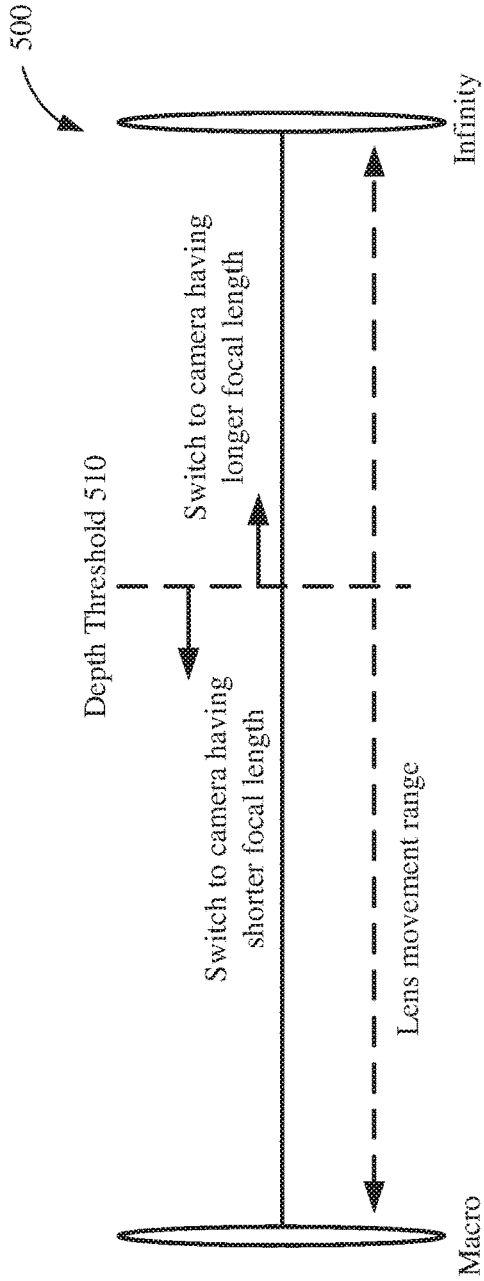 500
Depth Threshold 510
Switch to camera having
longer focal length
Switch to camera having
shorter focal length
Lens movement range
Macro
Infinity